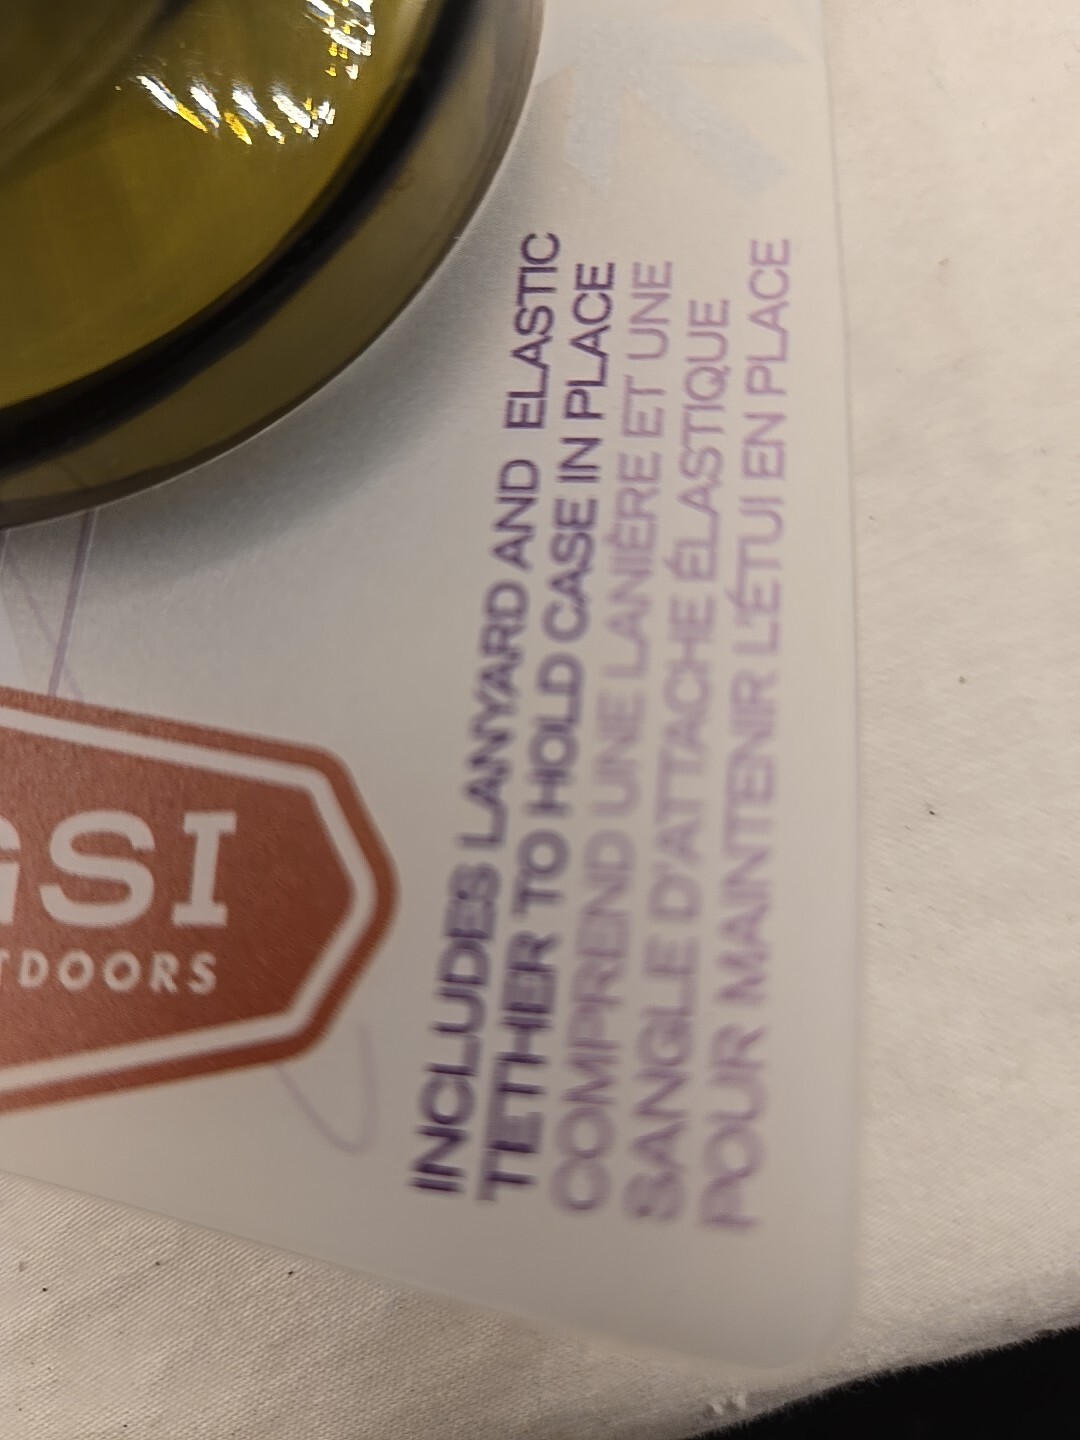 INCLUDES LANYARD AND ELASTIC
TETHER TO HOLD CASE IN PLACE
COMPREND UNE LANIÈRE ET UNE
SANGLE D'ATTACHE ÉLASTIQUE
POUR MAINTENIR L'ÉTUI EN PLACE
GSI
TDOORS